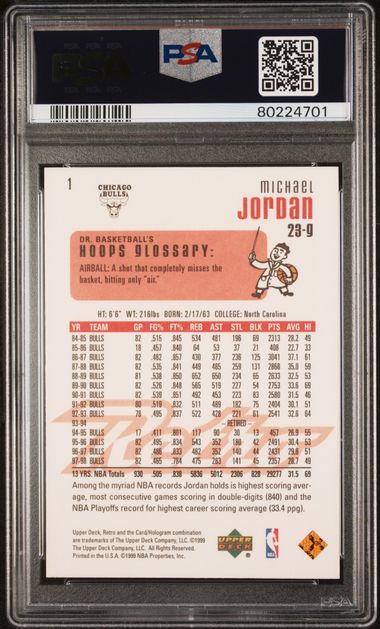 PSA
PSA
80224701
1
CHICAGO
BULLS
MICHAEL
JORDAN
23-g
DR. BASKETBALL'S
HOOPS GLOSSARY:
AIRBALL: A shot that completely misses the
basket, hitting only "air."
HT: 6'6" WT: 216lbs BORN: 2/17/63 COLLEGE: North Carolina
YR TEAM GP FG% FT% REB AST STL BLK PTS AVG HI
84-85 BULLS 82 .515 .845 534 481 196 69 2313 28.2 49
85-86 BULLS 18 .457 .840 64 53 37 21 408 22.7 33
86-87 BULLS 82 .482 .857 430 377 236 125 3041 37.1 61
87-88 BULLS 82 .535 .841 449 485 259 131 2868 35.0 59
88-89 BULLS 81 .538 .850 652 650 234 65 2633 32.5 53
89-90 BULLS 82 .526 .848 565 519 227 54 2753 33.6 69
90-91 BULLS 82 .539 .851 492 453 223 83 2580 31.5 46
91-92 BULLS 80 .519 .832 511 489 182 75 2404 30.1 51
92-93 BULLS 78 .495 .837 522 428 221 61 2541 32.6 64
93-94 - RETIRED -
94-95 BULLS 17 .411 .801 117 90 30 13 457 26.9 55
95-96 BULLS 82 .495 .834 543 352 180 42 2491 30.4 53
96-97 BULLS 82 .486 .833 482 352 140 44 2431 29.6 51
97-98 BULLS 82 .465 .784 475 283 141 45 2357 28.7 49
13 YRS. NBA Totals 930 .505 .838 5836 5012 2306 828 29277 31.5 69
Among the myriad NBA records Jordan holds is highest scoring aver-
age, most consecutive games scoring in double-digits (840) and the
NBA Playoffs record for highest career scoring average (33.4 ppg).
Upper Deck, Retro and the Card/Hologram combination
are trademarks of The Upper Deck Company, LLC. ©1999
The Upper Deck Company, LLC. All Rights Reserved.
Printed in the U.S.A. ©1999 NBA Properties, Inc.
UPPER
DECK
NBA
PSA